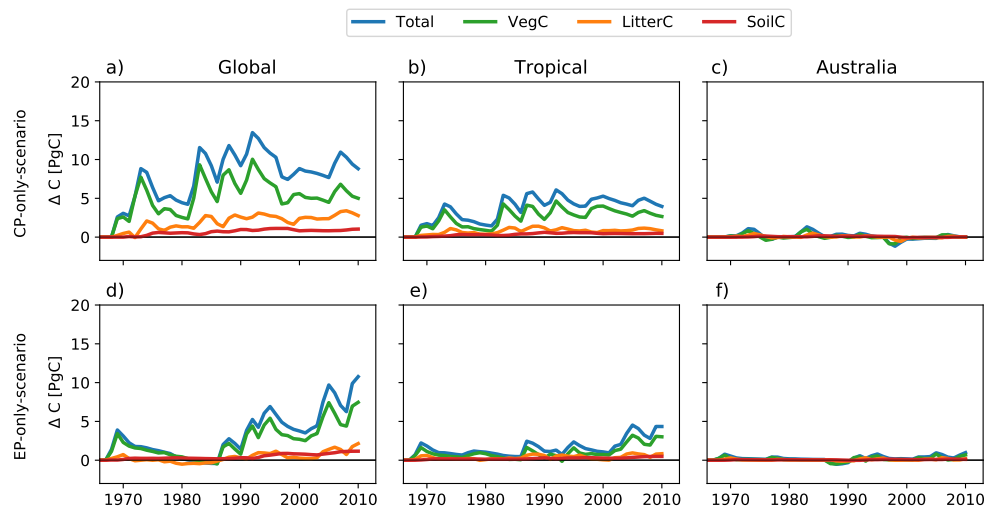 Total VegC LitterC SoilC
a) Global b) Tropical c) Australia
CP-only-scenario
Δ C [PgC]
20
15
10
5
0
d) e) f)
EP-only-scenario
Δ C [PgC]
20
15
10
5
0
1970 1980 1990 2000 2010 1970 1980 1990 2000 2010 1970 1980 1990 2000 2010